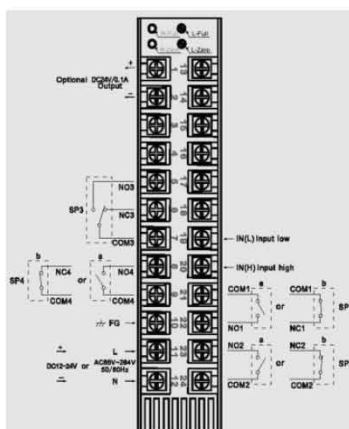 L-Full
L-Zero
+
Optional DC24V/0.1A
Output
−
NO3
SP3
NC3
COM3
IN(L) Input low
b
a
SP4
NC4
or
NO4
IN(H) Input high
COM4
COM4
COM1
a
COM1
b
or
SP
FG
NO1
NC1
+
L
NO2
a
NC2
b
DC12-24V
or
AC85V~264V
50/60Hz
or
SP
−
N
COM2
COM2